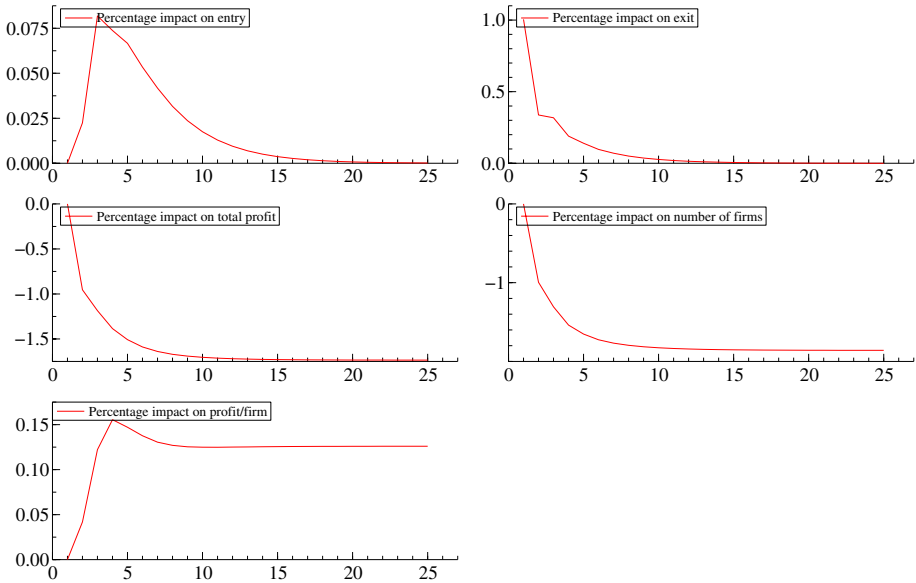 Percentage impact on entry
0.075
0.050
0.025
0.000
0 5 10 15 20 25
Percentage impact on exit
1.0
0.5
0.0
0 5 10 15 20 25
Percentage impact on total profit
0.0
−0.5
−1.0
−1.5
0 5 10 15 20 25
Percentage impact on number of firms
0
−1
0 5 10 15 20 25
Percentage impact on profit/firm
0.15
0.10
0.05
0.00
0 5 10 15 20 25